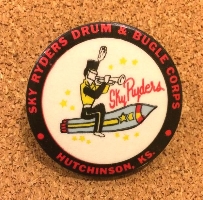 SKY RYDERS DRUM & BUGLE CORPS
Sky Ryders
HUTCHINSON, KS.